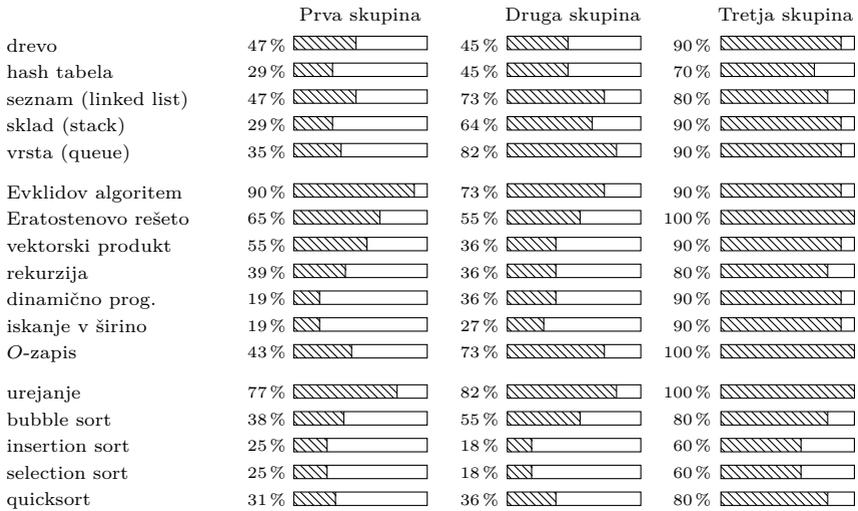 Prva skupina Druga skupina Tretja skupina
drevo 47 % 45 % 90 %
hash tabela 29 % 45 % 70 %
seznam (linked list) 47 % 73 % 80 %
sklad (stack) 29 % 64 % 90 %
vrsta (queue) 35 % 82 % 90 %
Evklidov algoritem 90 % 73 % 90 %
Eratostenovo rešeto 65 % 55 % 100 %
vektorski produkt 55 % 36 % 90 %
rekurzija 39 % 36 % 80 %
dinamično prog. 19 % 36 % 90 %
iskanje v širino 19 % 27 % 90 %
O-zapis 43 % 73 % 100 %
urejanje 77 % 82 % 100 %
bubble sort 38 % 55 % 80 %
insertion sort 25 % 18 % 60 %
selection sort 25 % 18 % 60 %
quicksort 31 % 36 % 80 %